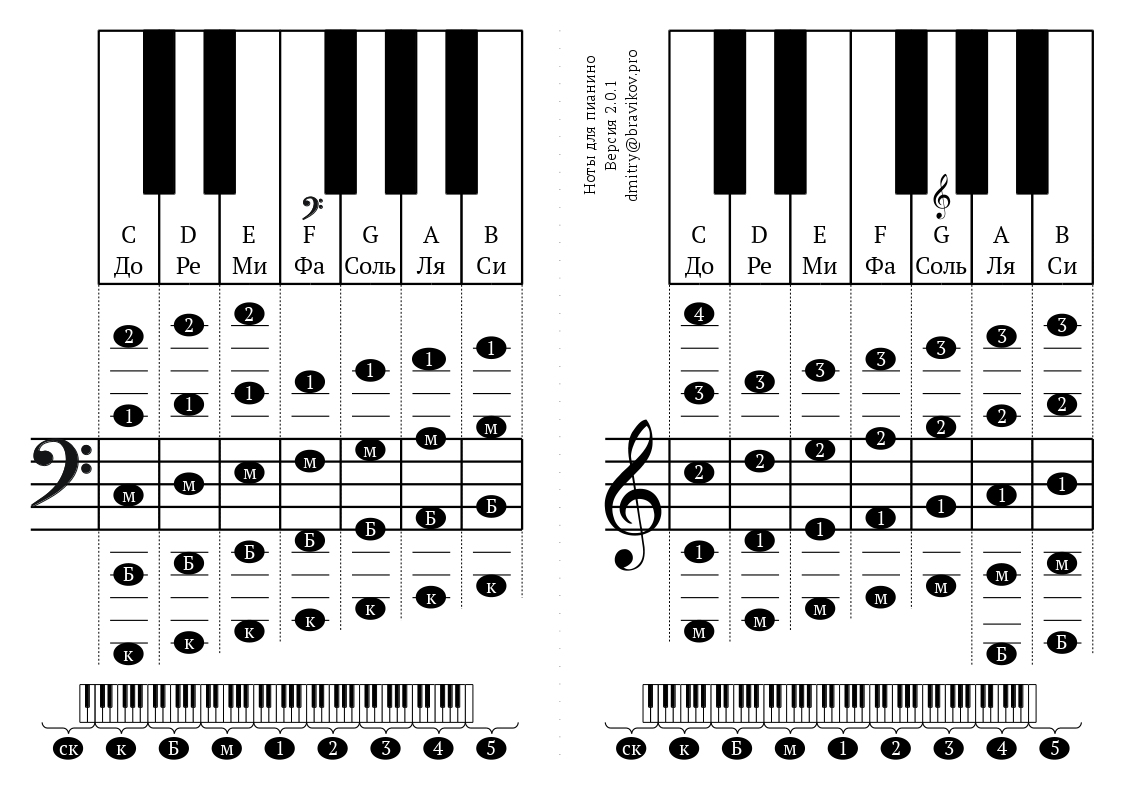 C D E F G A B
До Ре Ми Фа Соль Ля Си
2 2 2
1 1 1 1 1 1 1
м м м м м м м
Б Б Б Б Б Б Б
к к к к к к к
ск к Б м 1 2 3 4 5
Ноты для пианино
Версия 2.0.1
dmitry@bravikov.pro
C D E F G A B
До Ре Ми Фа Соль Ля Си
4
3 3 3 3 3 3 3
2 2 2 2 2 2 2
1 1 1 1 1 1 1
м м м м м м м
Б Б
ск к Б м 1 2 3 4 5